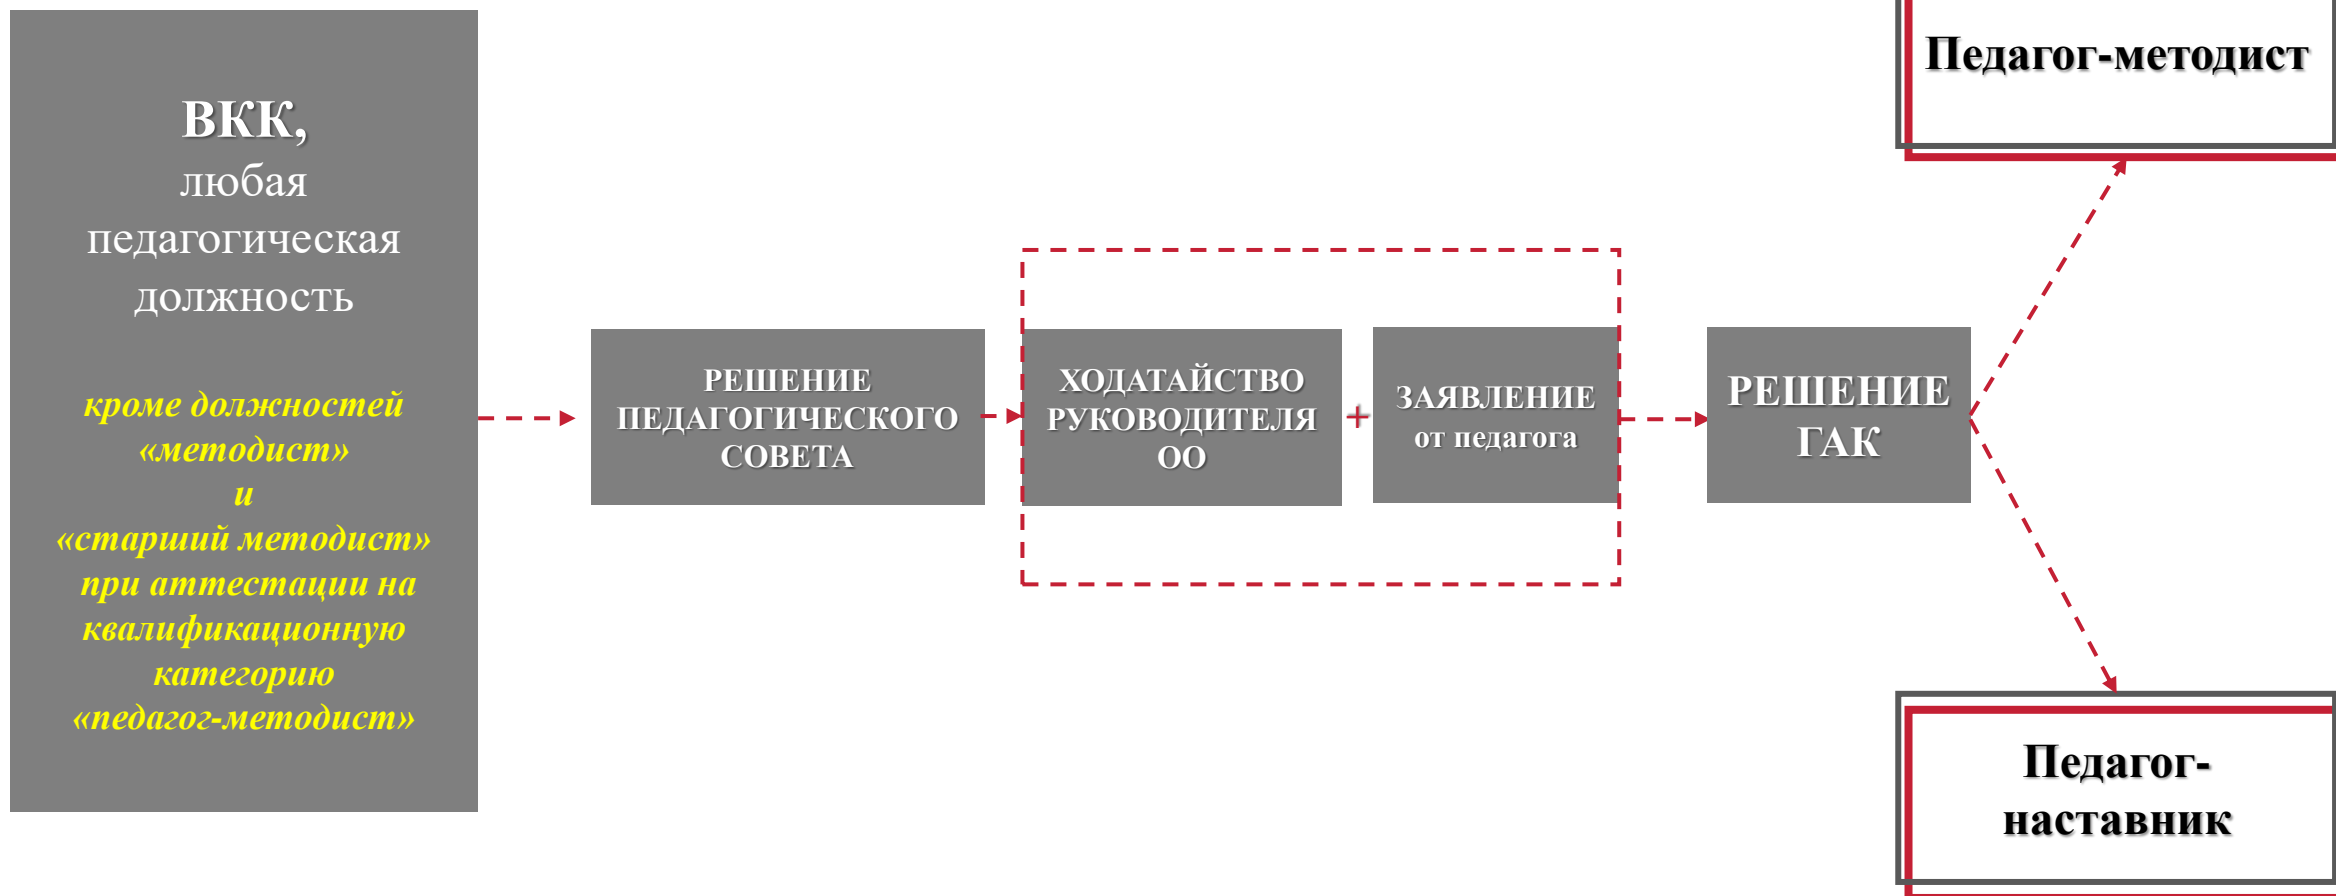 ВКК,
любая
педагогическая
должность
кроме должностей
«методист»
и
«старший методист»
при аттестации на
квалификационную
категорию
«педагог-методист»
РЕШЕНИЕ
ПЕДАГОГИЧЕСКОГО
СОВЕТА
ХОДАТАЙСТВО
РУКОВОДИТЕЛЯ
ОО
+
ЗАЯВЛЕНИЕ
от педагога
РЕШЕНИЕ
ГАК
Педагог-методист
Педагог-
наставник